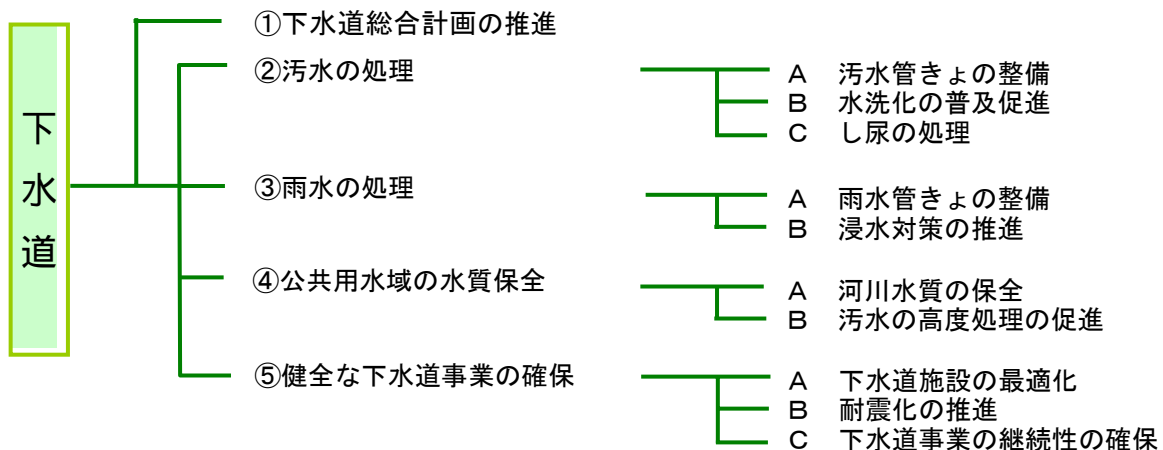 下水道
①下水道総合計画の推進
②汚水の処理
A 汚水管きょの整備
B 水洗化の普及促進
C し尿の処理
③雨水の処理
A 雨水管きょの整備
B 浸水対策の推進
④公共用水域の水質保全
A 河川水質の保全
B 汚水の高度処理の促進
⑤健全な下水道事業の確保
A 下水道施設の最適化
B 耐震化の推進
C 下水道事業の継続性の確保